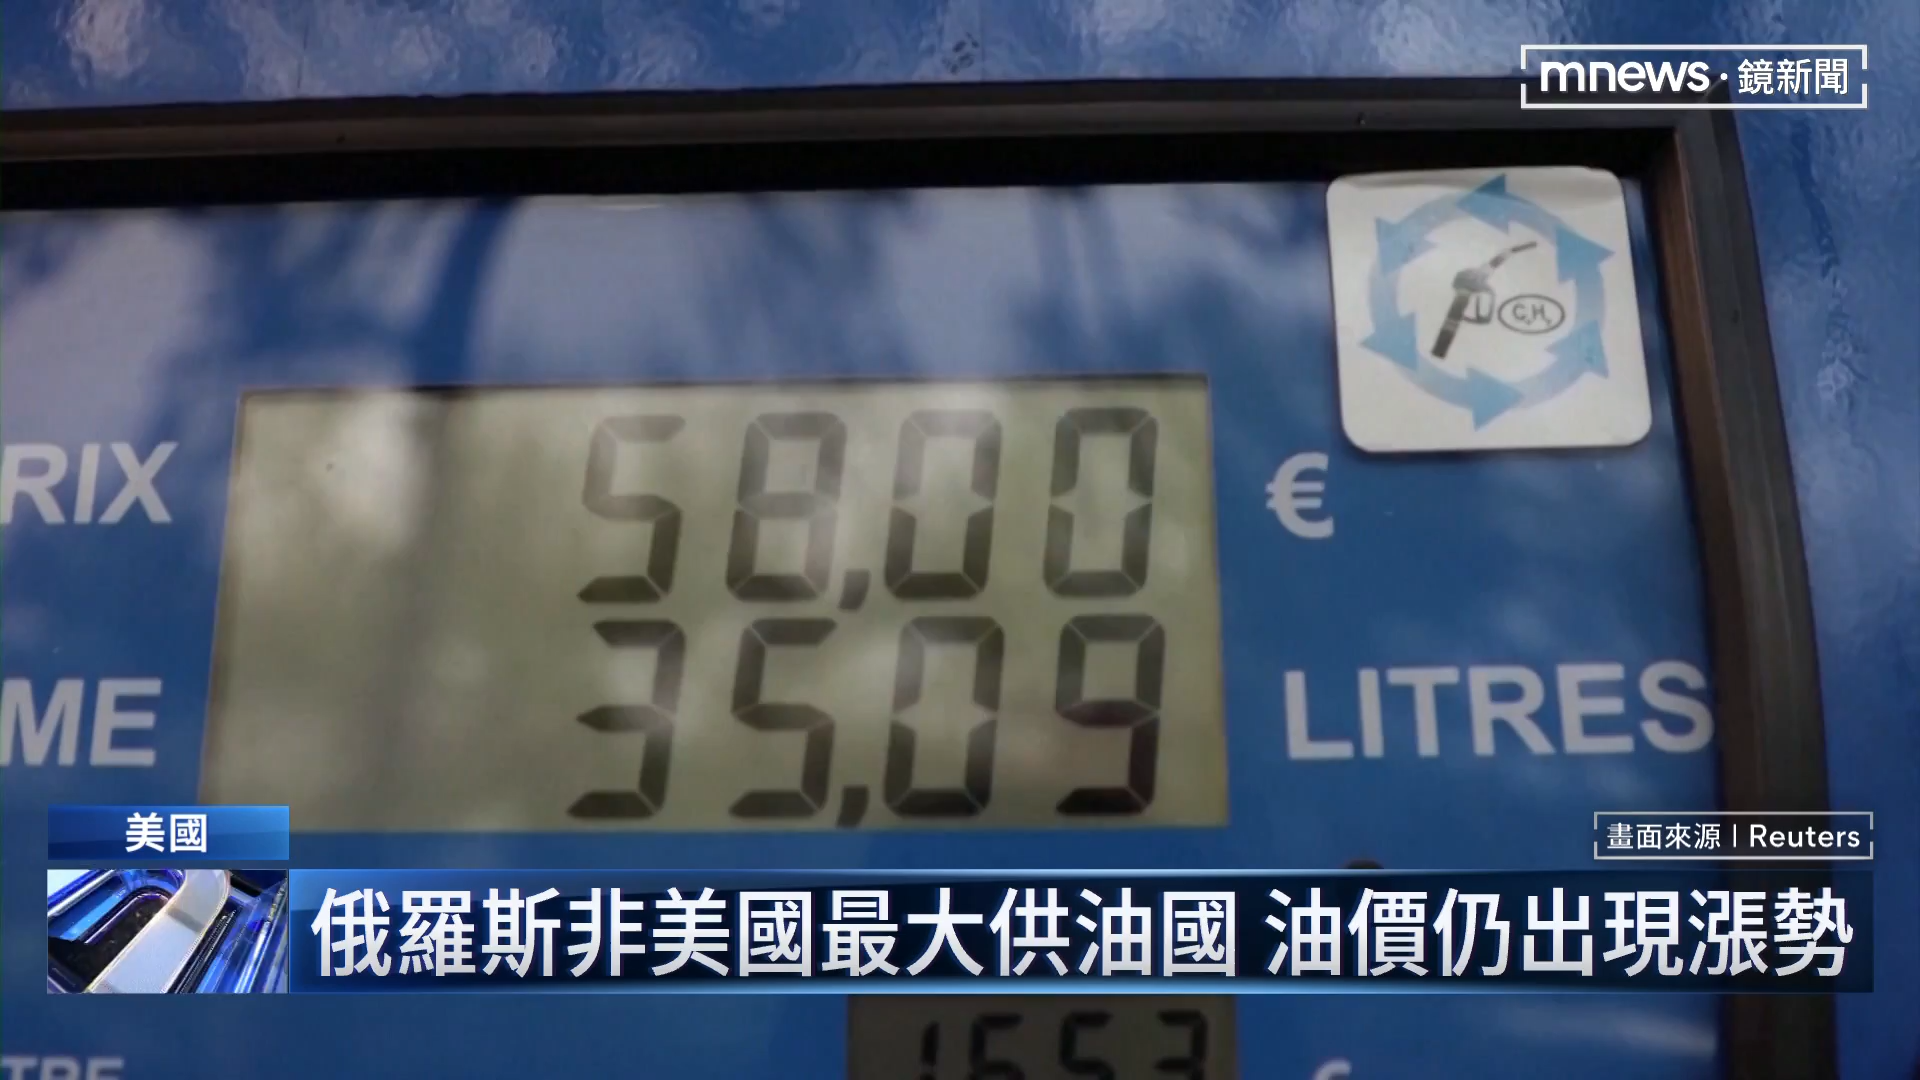 mnews·鏡新聞
58,00 €
RIX
35,09 LITRES
ME
美國
畫面來源 | Reuters
俄羅斯非美國最大供油國 油價仍出現漲勢
1653